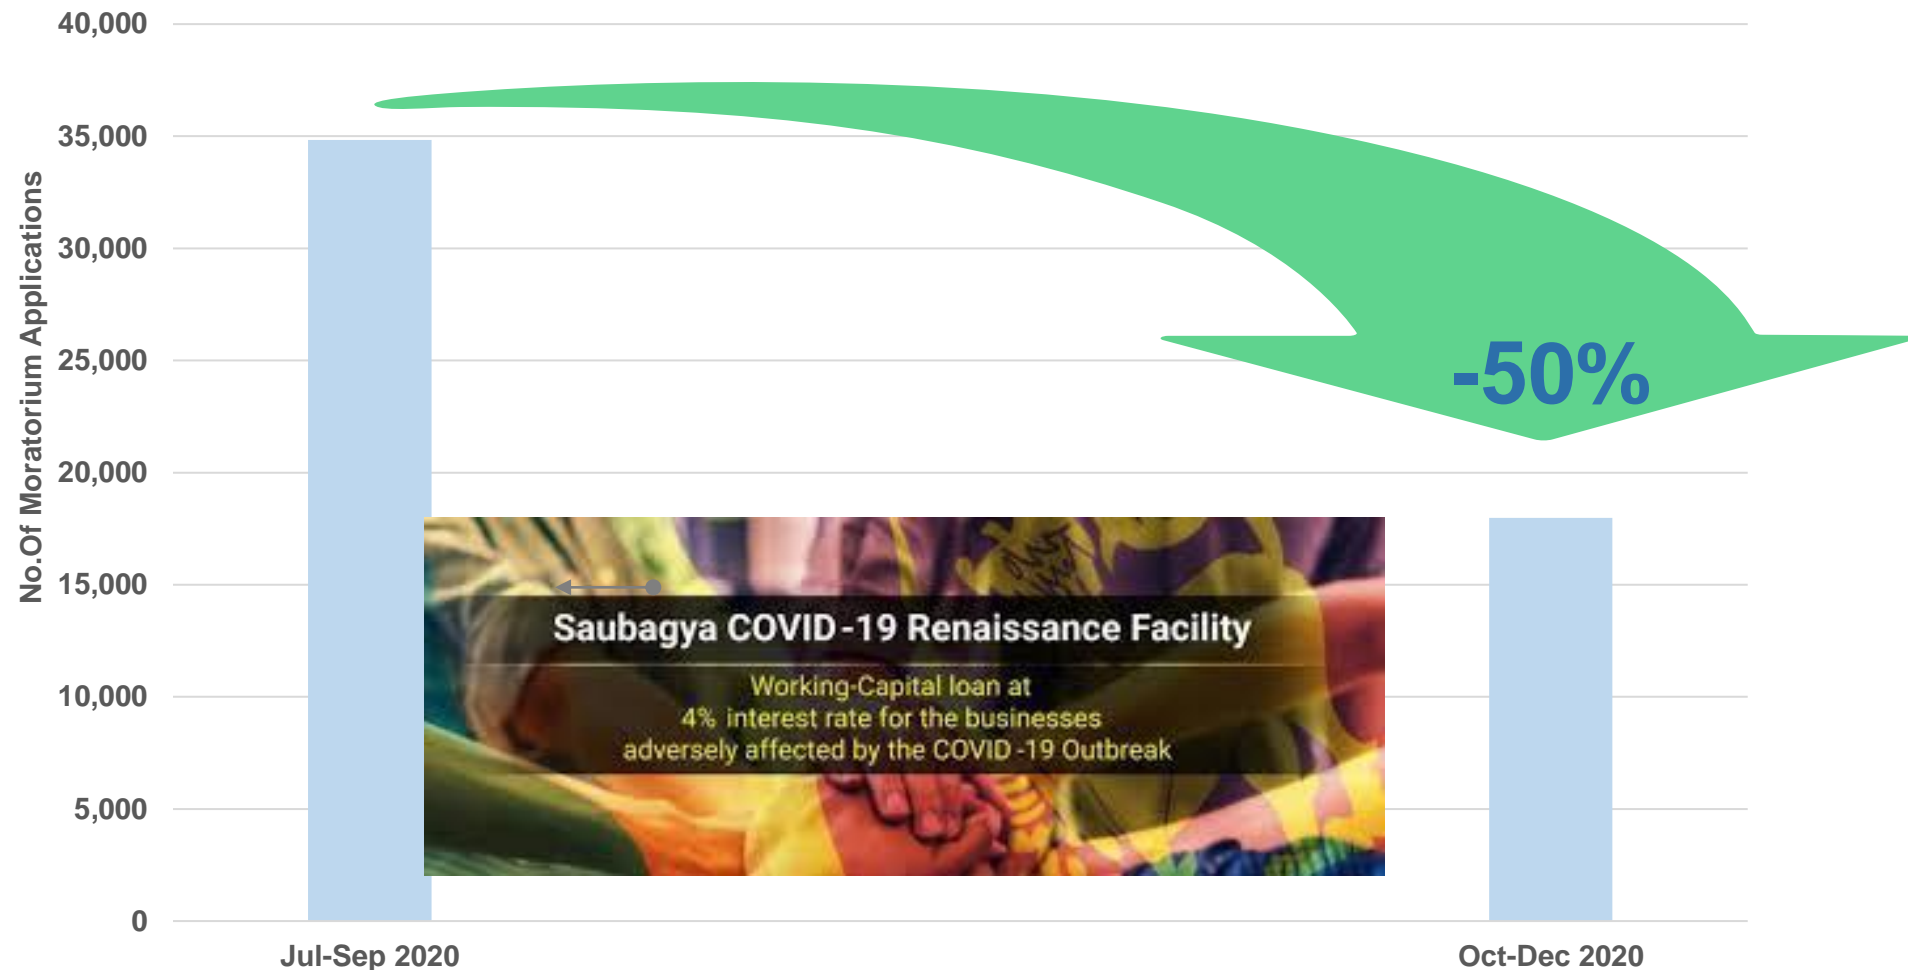 40,000
35,000
30,000
25,000
20,000
15,000
10,000
5,000
0
No.Of Moratorium Applications
-50%
Saubagya COVID-19 Renaissance Facility
Working-Capital loan at
4% interest rate for the businesses
adversely affected by the COVID-19 Outbreak
Jul-Sep 2020
Oct-Dec 2020